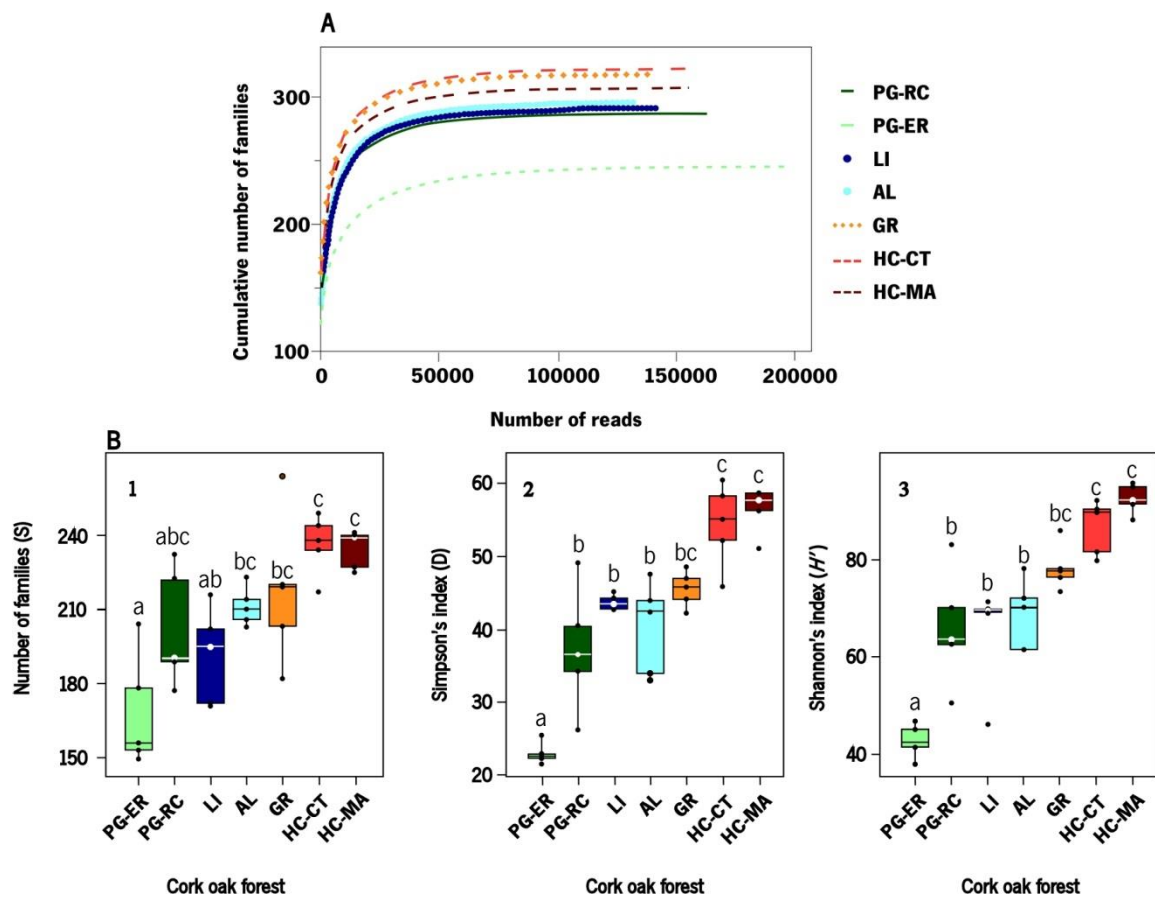 A
Cumulative number of families
300
200
100
0
50000
100000
150000
200000
Number of reads
PG-RC
PG-ER
LI
AL
GR
HC-CT
HC-MA
B
1
Number of families (S)
240
210
180
150
a
abc
ab
bc
bc
c
c
PG-ER
PG-RC
LI
AL
GR
HC-CT
HC-MA
Cork oak forest
2
Simpson's index (D)
60
50
40
30
20
a
b
b
b
bc
c
c
PG-ER
PG-RC
LI
AL
GR
HC-CT
HC-MA
Cork oak forest
3
Shannon's index (H')
80
60
40
a
b
b
b
bc
c
c
PG-ER
PG-RC
LI
AL
GR
HC-CT
HC-MA
Cork oak forest